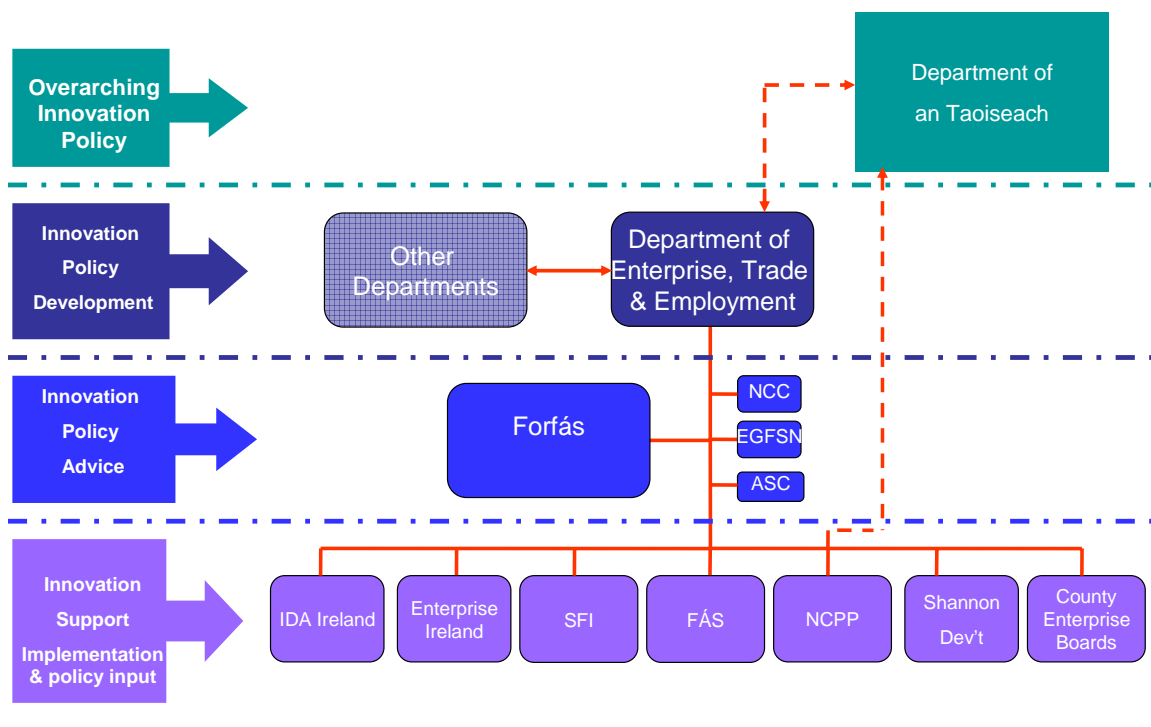 Overarching
Innovation
Policy
Department of
an Taoiseach
Innovation
Policy
Development
Other
Departments
Department of
Enterprise, Trade
& Employment
Innovation
Policy
Advice
Forfás
NCC
EGFSN
ASC
Innovation
Support
Implementation
& policy input
IDA Ireland
Enterprise
Ireland
SFI
FÁS
NCPP
Shannon
Dev't
County
Enterprise
Boards